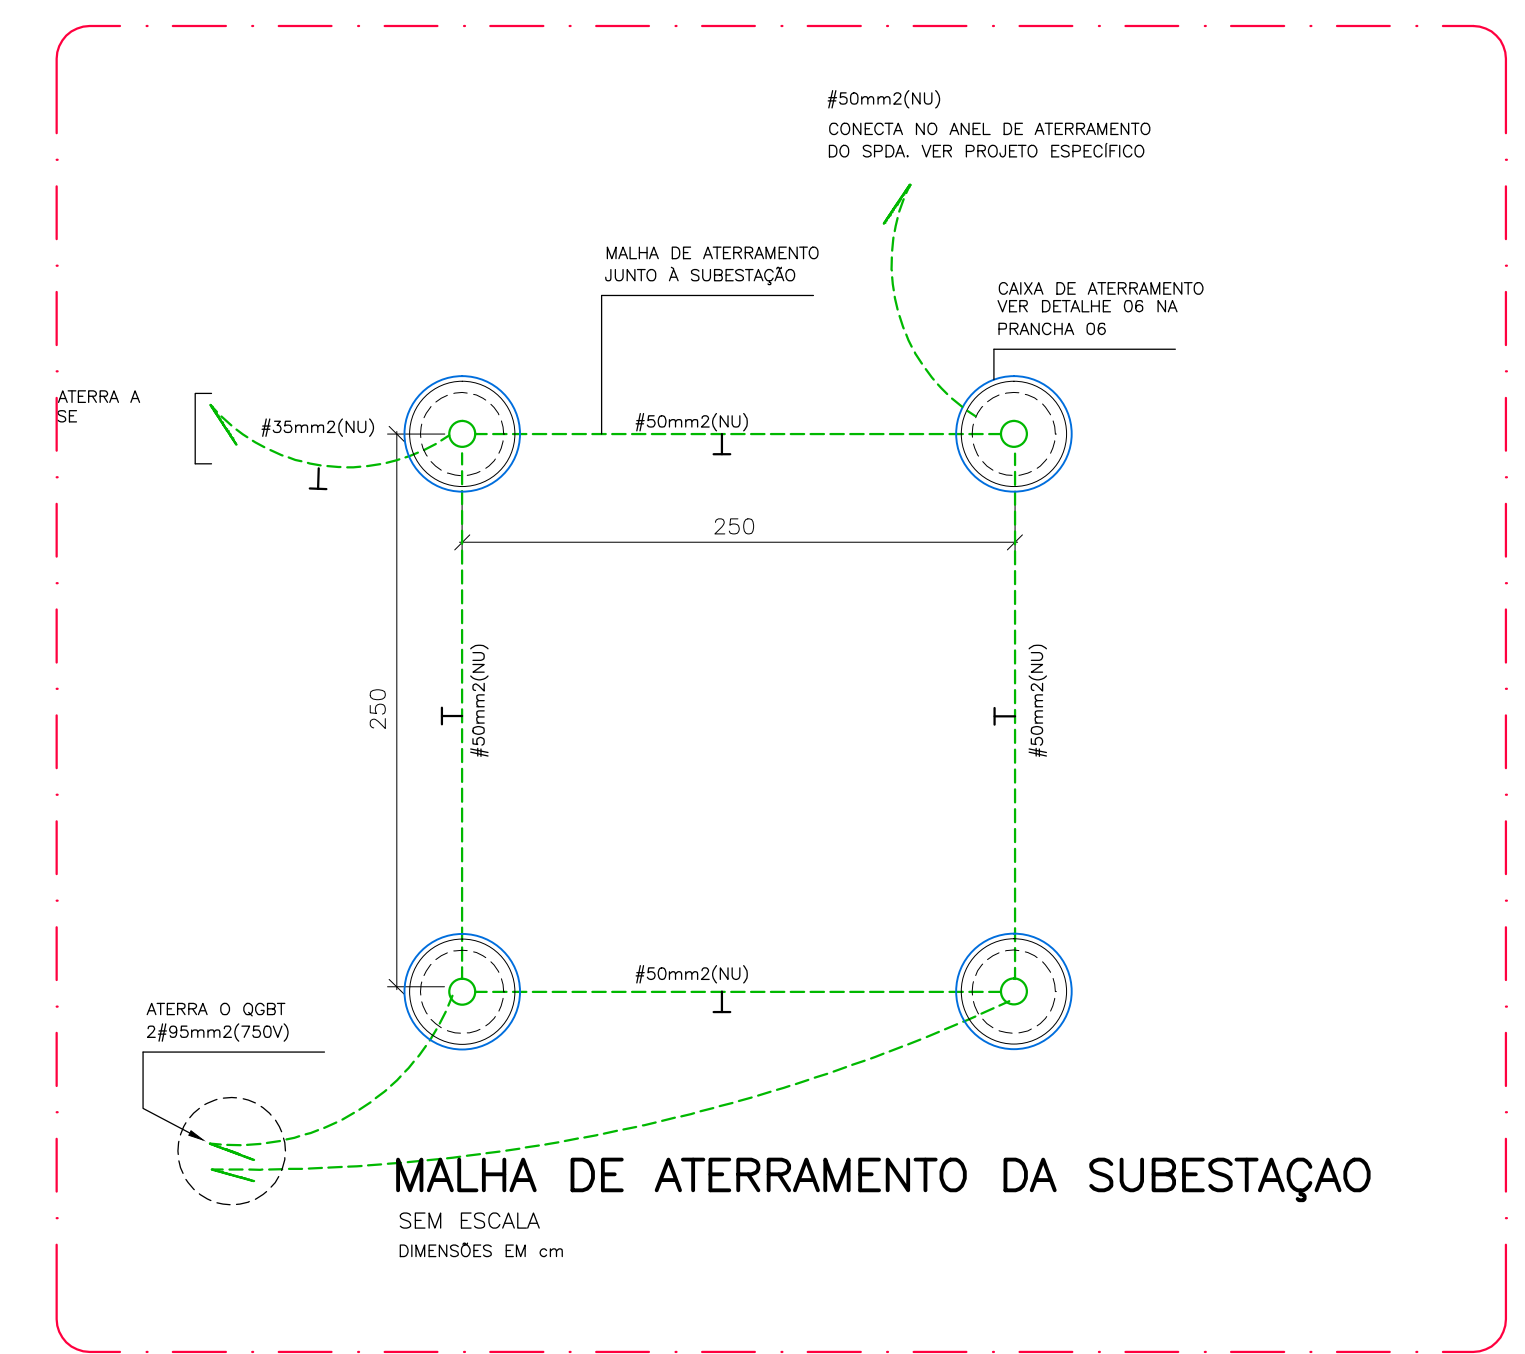 #50mm2(NU)
CONECTA NO ANEL DE ATERRAMENTO
DO SPDA. VER PROJETO ESPECÍFICO
MALHA DE ATERRAMENTO
JUNTO À SUBESTAÇÃO
CAIXA DE ATERRAMENTO
VER DETALHE 06 NA
PRANCHA 06
ATERRA A
SE
#35mm2(NU)
#50mm2(NU)
250
250
#50mm2(NU)
#50mm2(NU)
#50mm2(NU)
ATERRA O QGBT
2#95mm2(750V)
MALHA DE ATERRAMENTO DA SUBESTAÇAO
SEM ESCALA
DIMENSÕES EM cm